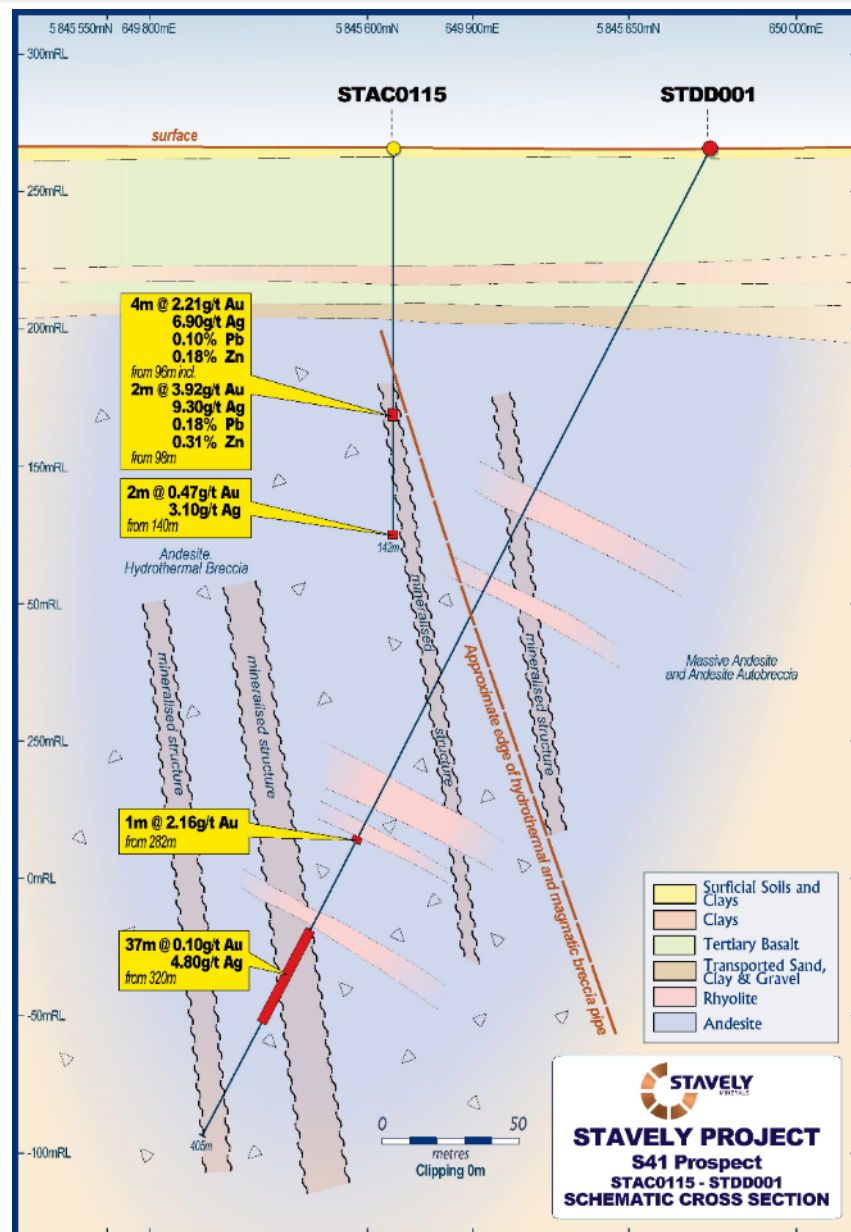 5 845 550mN 649 800mE 5 845 600mN 649 900mE 5 845 650mN 650 000mE
300mRL
STAC0115 STDD001
surface
250mRL
4m @ 2.21g/t Au
6.90g/t Ag
0.10% Pb
0.18% Zn
from 96m incl.
2m @ 3.92g/t Au
9.30g/t Ag
0.18% Pb
0.31% Zn
from 98m
200mRL
150mRL
2m @ 0.47g/t Au
3.10g/t Ag
from 140m
142m
Andesite.
Hydrothermal Breccia
50mRL
mineralised structure
mineralised structure
mineralised structure
mineralised structure
Approximate edge of hydrothermal and magmatic breccia pipe
Massive Andesite
and Andesite Autobreccia
250mRL
1m @ 2.16g/t Au
from 282m
0mRL
37m @ 0.10g/t Au
4.80g/t Ag
from 320m
-50mRL
-100mRL
405m
Surficial Soils and
Clays
Clays
Tertiary Basalt
Transported Sand,
Clay & Gravel
Rhyolite
Andesite
0 50
metres
Clipping 0m
STAVELY
MINERALS
STAVELY PROJECT
S41 Prospect
STAC0115 - STDD001
SCHEMATIC CROSS SECTION